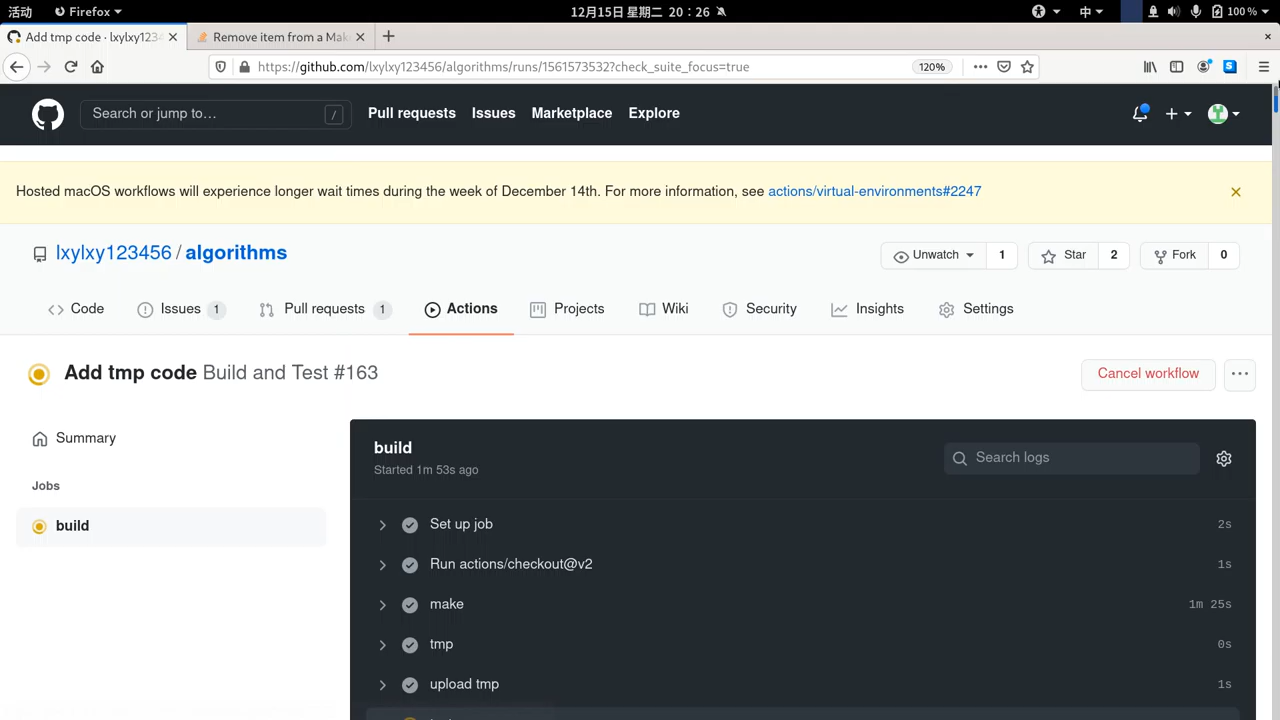 活动 Firefox 12月15日 星期二 20：26 中 100 %
Add tmp code · lxylxy1234 Remove item from a Mak
https://github.com/lxylxy123456/algorithms/runs/1561573532?check_suite_focus=true 120%
Search or jump to… / Pull requests Issues Marketplace Explore
Hosted macOS workflows will experience longer wait times during the week of December 14th. For more information, see actions/virtual-environments#2247
lxylxy123456 / algorithms Unwatch 1 Star 2 Fork 0
Code Issues 1 Pull requests 1 Actions Projects Wiki Security Insights Settings
Add tmp code Build and Test #163 Cancel workflow
Summary
Jobs
build
build
Started 1m 53s ago
Search logs
Set up job 2s
Run actions/checkout@v2 1s
make 1m 25s
tmp 0s
upload tmp 1s